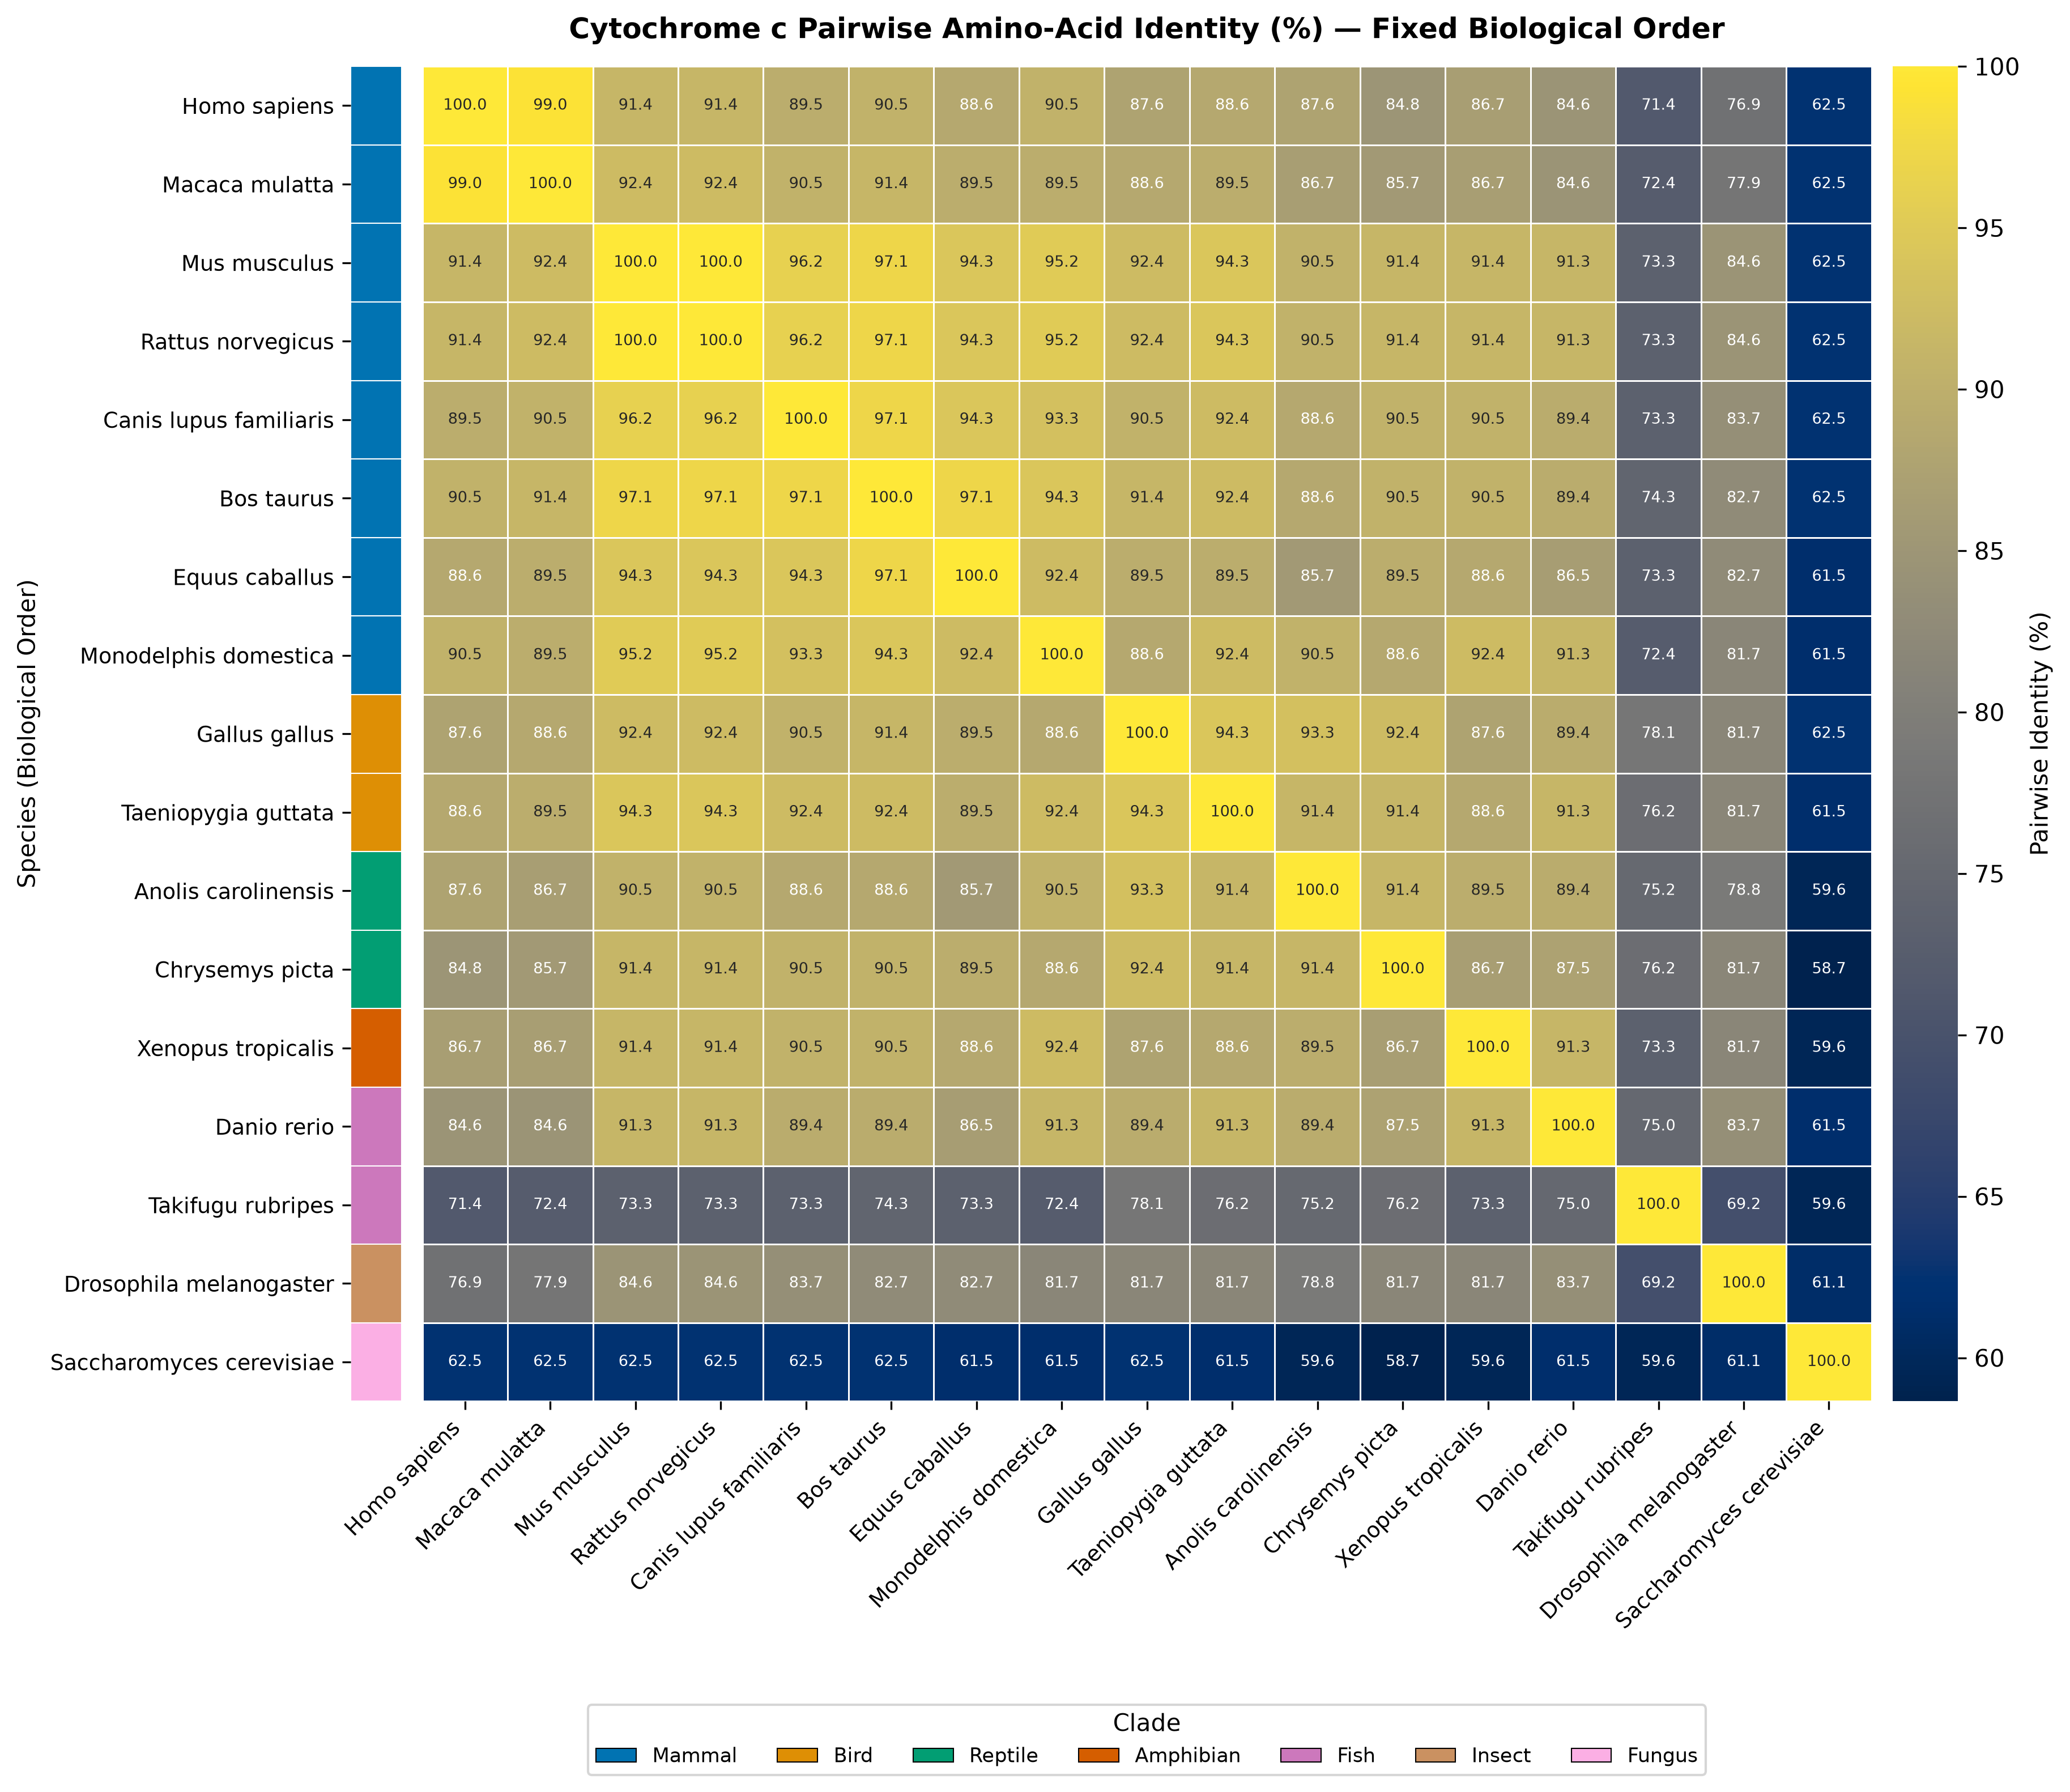 Cytochrome c Pairwise Amino-Acid Identity (%) — Fixed Biological Order
Species (Biological Order)
Homo sapiens 100.0 99.0 91.4 91.4 89.5 90.5 88.6 90.5 87.6 88.6 87.6 84.8 86.7 84.6 71.4 76.9 62.5
Macaca mulatta 99.0 100.0 92.4 92.4 90.5 91.4 89.5 89.5 88.6 89.5 86.7 85.7 86.7 84.6 72.4 77.9 62.5
Mus musculus 91.4 92.4 100.0 100.0 96.2 97.1 94.3 95.2 92.4 94.3 90.5 91.4 91.4 91.3 73.3 84.6 62.5
Rattus norvegicus 91.4 92.4 100.0 100.0 96.2 97.1 94.3 95.2 92.4 94.3 90.5 91.4 91.4 91.3 73.3 84.6 62.5
Canis lupus familiaris 89.5 90.5 96.2 96.2 100.0 97.1 94.3 93.3 90.5 92.4 88.6 90.5 90.5 89.4 73.3 83.7 62.5
Bos taurus 90.5 91.4 97.1 97.1 97.1 100.0 97.1 94.3 91.4 92.4 88.6 90.5 90.5 89.4 74.3 82.7 62.5
Equus caballus 88.6 89.5 94.3 94.3 94.3 97.1 100.0 92.4 89.5 89.5 85.7 89.5 88.6 86.5 73.3 82.7 61.5
Monodelphis domestica 90.5 89.5 95.2 95.2 93.3 94.3 92.4 100.0 88.6 92.4 90.5 88.6 92.4 91.3 72.4 81.7 61.5
Gallus gallus 87.6 88.6 92.4 92.4 90.5 91.4 89.5 88.6 100.0 94.3 93.3 92.4 87.6 89.4 78.1 81.7 62.5
Taeniopygia guttata 88.6 89.5 94.3 94.3 92.4 92.4 89.5 92.4 94.3 100.0 91.4 91.4 88.6 91.3 76.2 81.7 61.5
Anolis carolinensis 87.6 86.7 90.5 90.5 88.6 88.6 85.7 90.5 93.3 91.4 100.0 91.4 89.5 89.4 75.2 78.8 59.6
Chrysemys picta 84.8 85.7 91.4 91.4 90.5 90.5 89.5 88.6 92.4 91.4 91.4 100.0 86.7 87.5 76.2 81.7 58.7
Xenopus tropicalis 86.7 86.7 91.4 91.4 90.5 90.5 88.6 92.4 87.6 88.6 89.5 86.7 100.0 91.3 73.3 81.7 59.6
Danio rerio 84.6 84.6 91.3 91.3 89.4 89.4 86.5 91.3 89.4 91.3 89.4 87.5 91.3 100.0 75.0 83.7 61.5
Takifugu rubripes 71.4 72.4 73.3 73.3 73.3 74.3 73.3 72.4 78.1 76.2 75.2 76.2 73.3 75.0 100.0 69.2 59.6
Drosophila melanogaster 76.9 77.9 84.6 84.6 83.7 82.7 82.7 81.7 81.7 81.7 78.8 81.7 81.7 83.7 69.2 100.0 61.1
Saccharomyces cerevisiae 62.5 62.5 62.5 62.5 62.5 62.5 61.5 61.5 62.5 61.5 59.6 58.7 59.6 61.5 59.6 61.1 100.0
Homo sapiens
Macaca mulatta
Mus musculus
Rattus norvegicus
Canis lupus familiaris
Bos taurus
Equus caballus
Monodelphis domestica
Gallus gallus
Taeniopygia guttata
Anolis carolinensis
Chrysemys picta
Xenopus tropicalis
Danio rerio
Takifugu rubripes
Drosophila melanogaster
Saccharomyces cerevisiae
100
95
90
85
80
75
70
65
60
Pairwise Identity (%)
Clade
Mammal Bird Reptile Amphibian Fish Insect Fungus